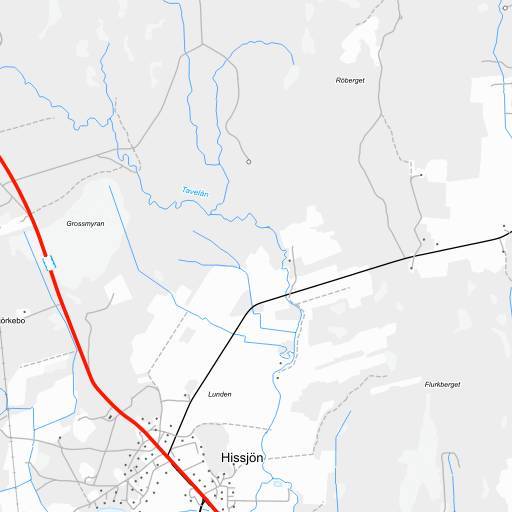 Röberget
Tavelån
Grossmyran
örkebo
Flurkberget
Lunden
Hissjön